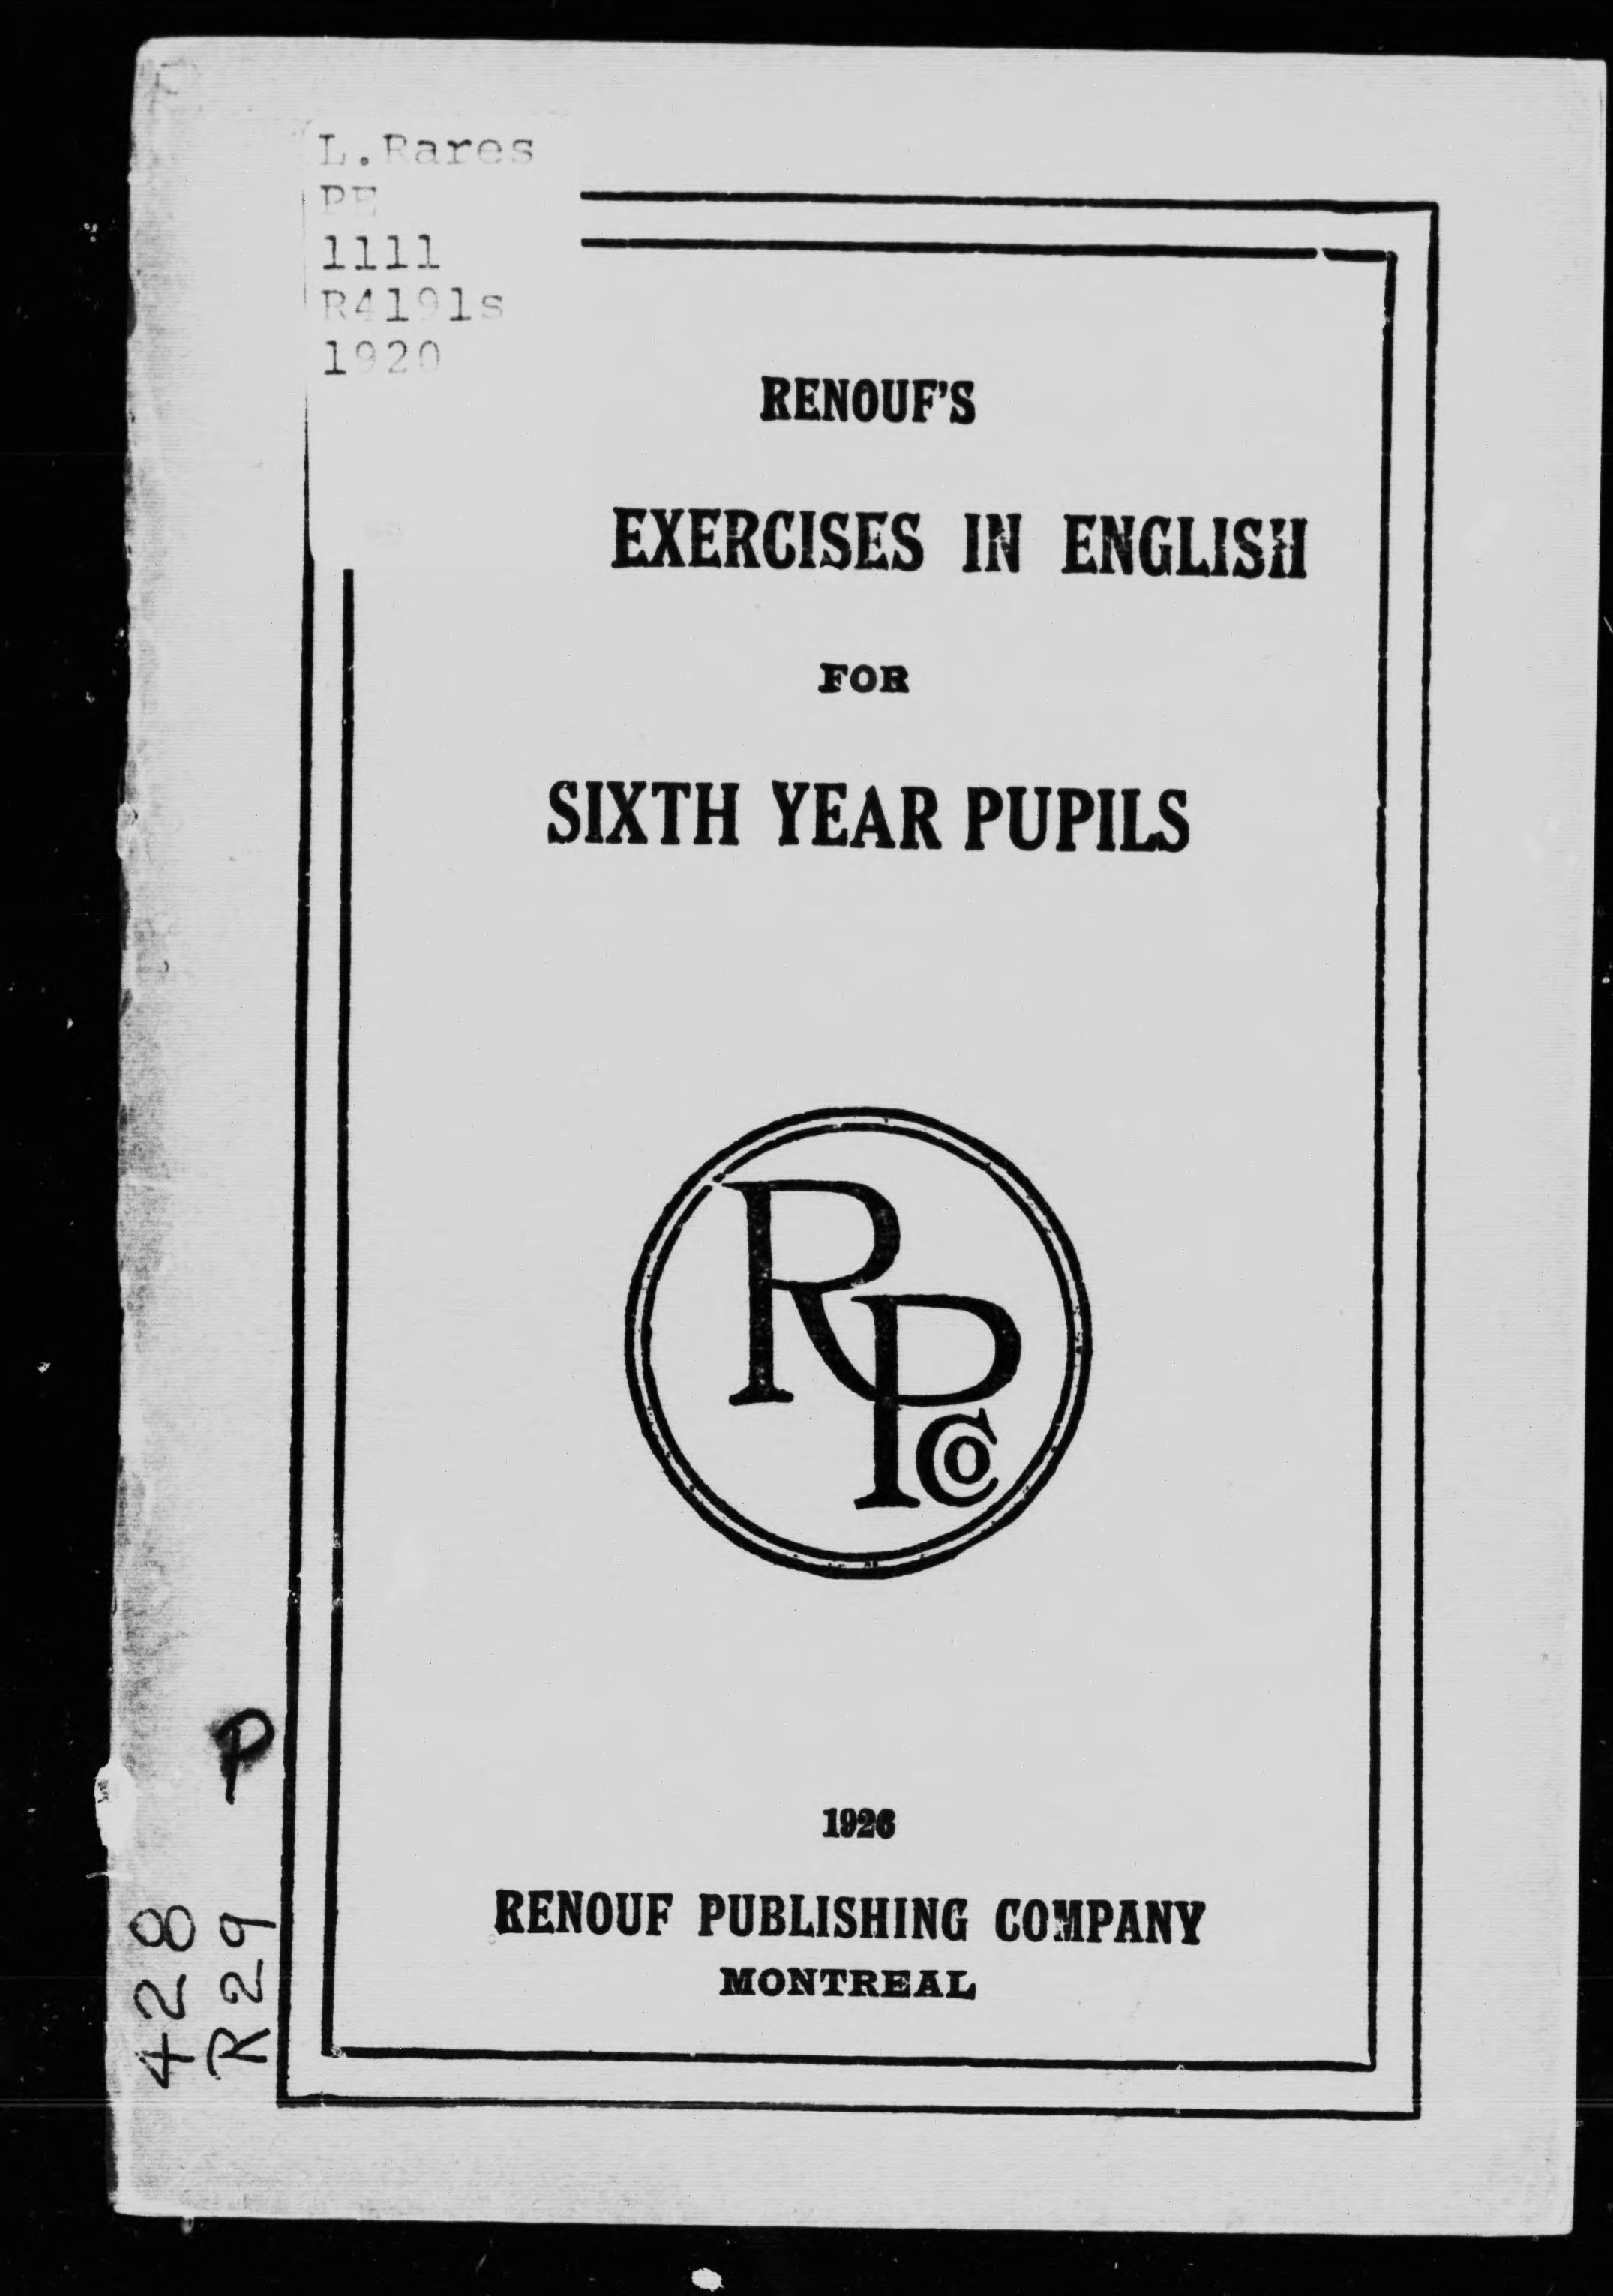 L.Rares
PE
1111
R4191s
1920
RENOUF'S
EXERCISES IN ENGLISH
FOR
SIXTH YEAR PUPILS
RPCO
1926
RENOUF PUBLISHING COMPANY
MONTREAL
428
R29
P